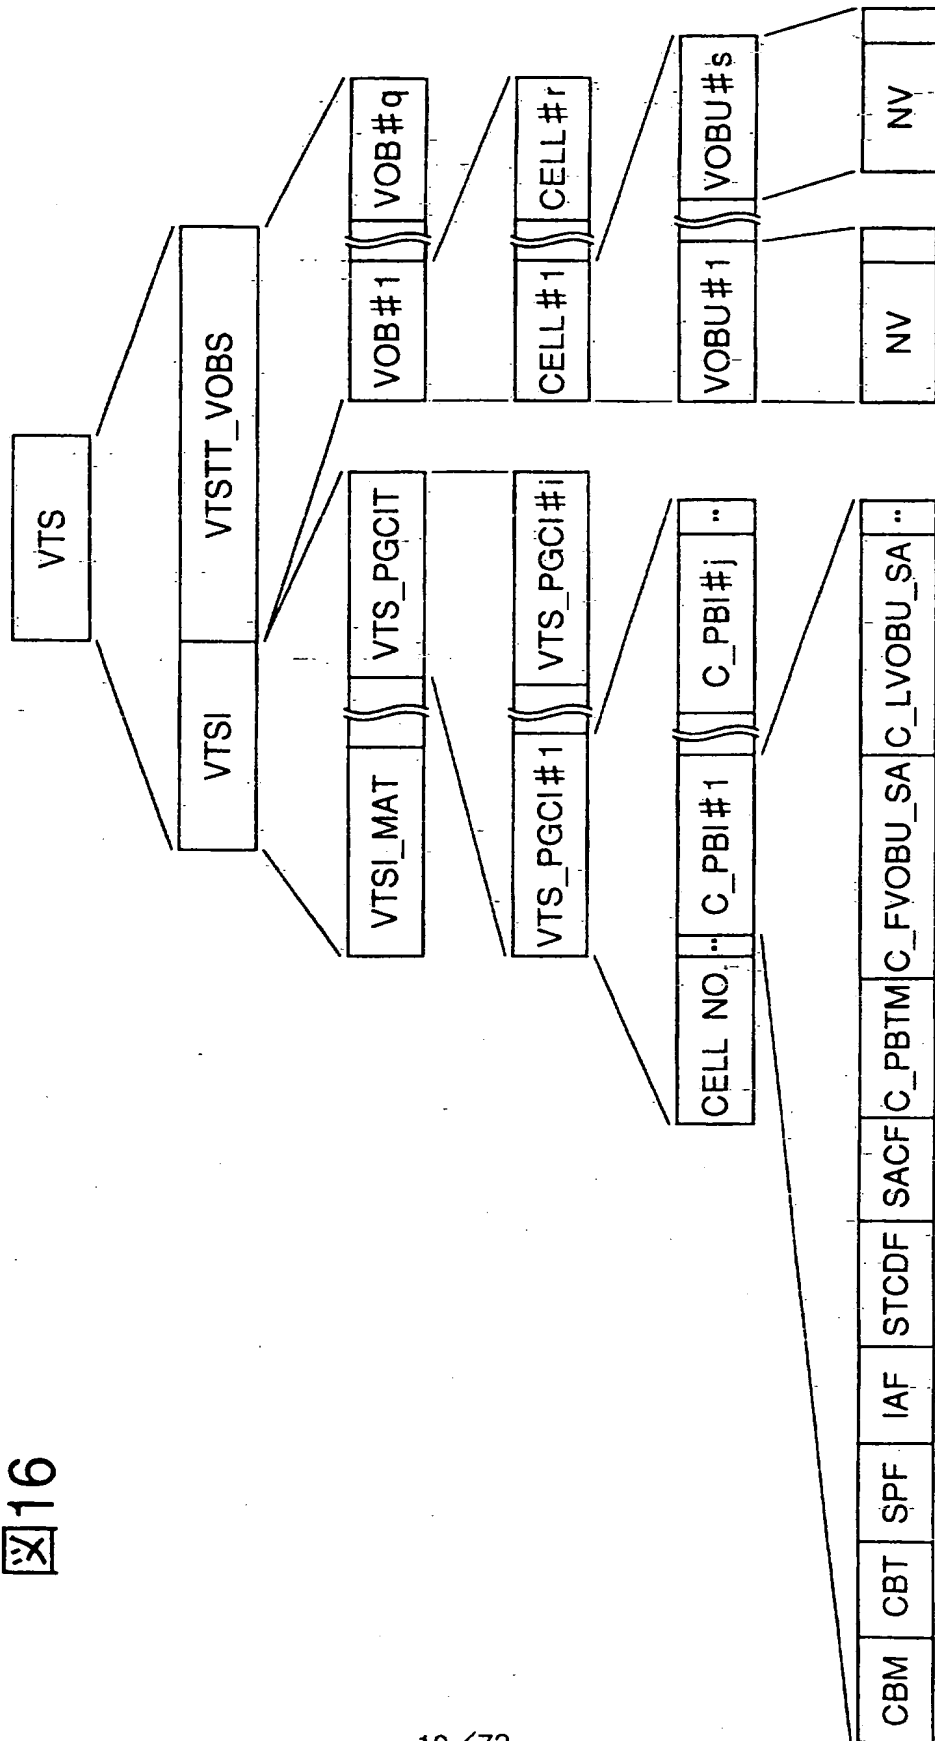 図16
VTS
VTSI VTSTT_VOBS
VTSI_MAT VTS_PGCIT VOB#1 VOB#q
VTS_PGCI#1 VTS_PGCI#i CELL#1 CELL#r
CELL NO. ‥ C_PBI#1 C_PBI#j ‥ VOBU#1 VOBU#s
CBM CBT SPF IAF STCDF SACF C_PBTM C_FVOBU_SA C_LVOBU_SA ‥ NV NV